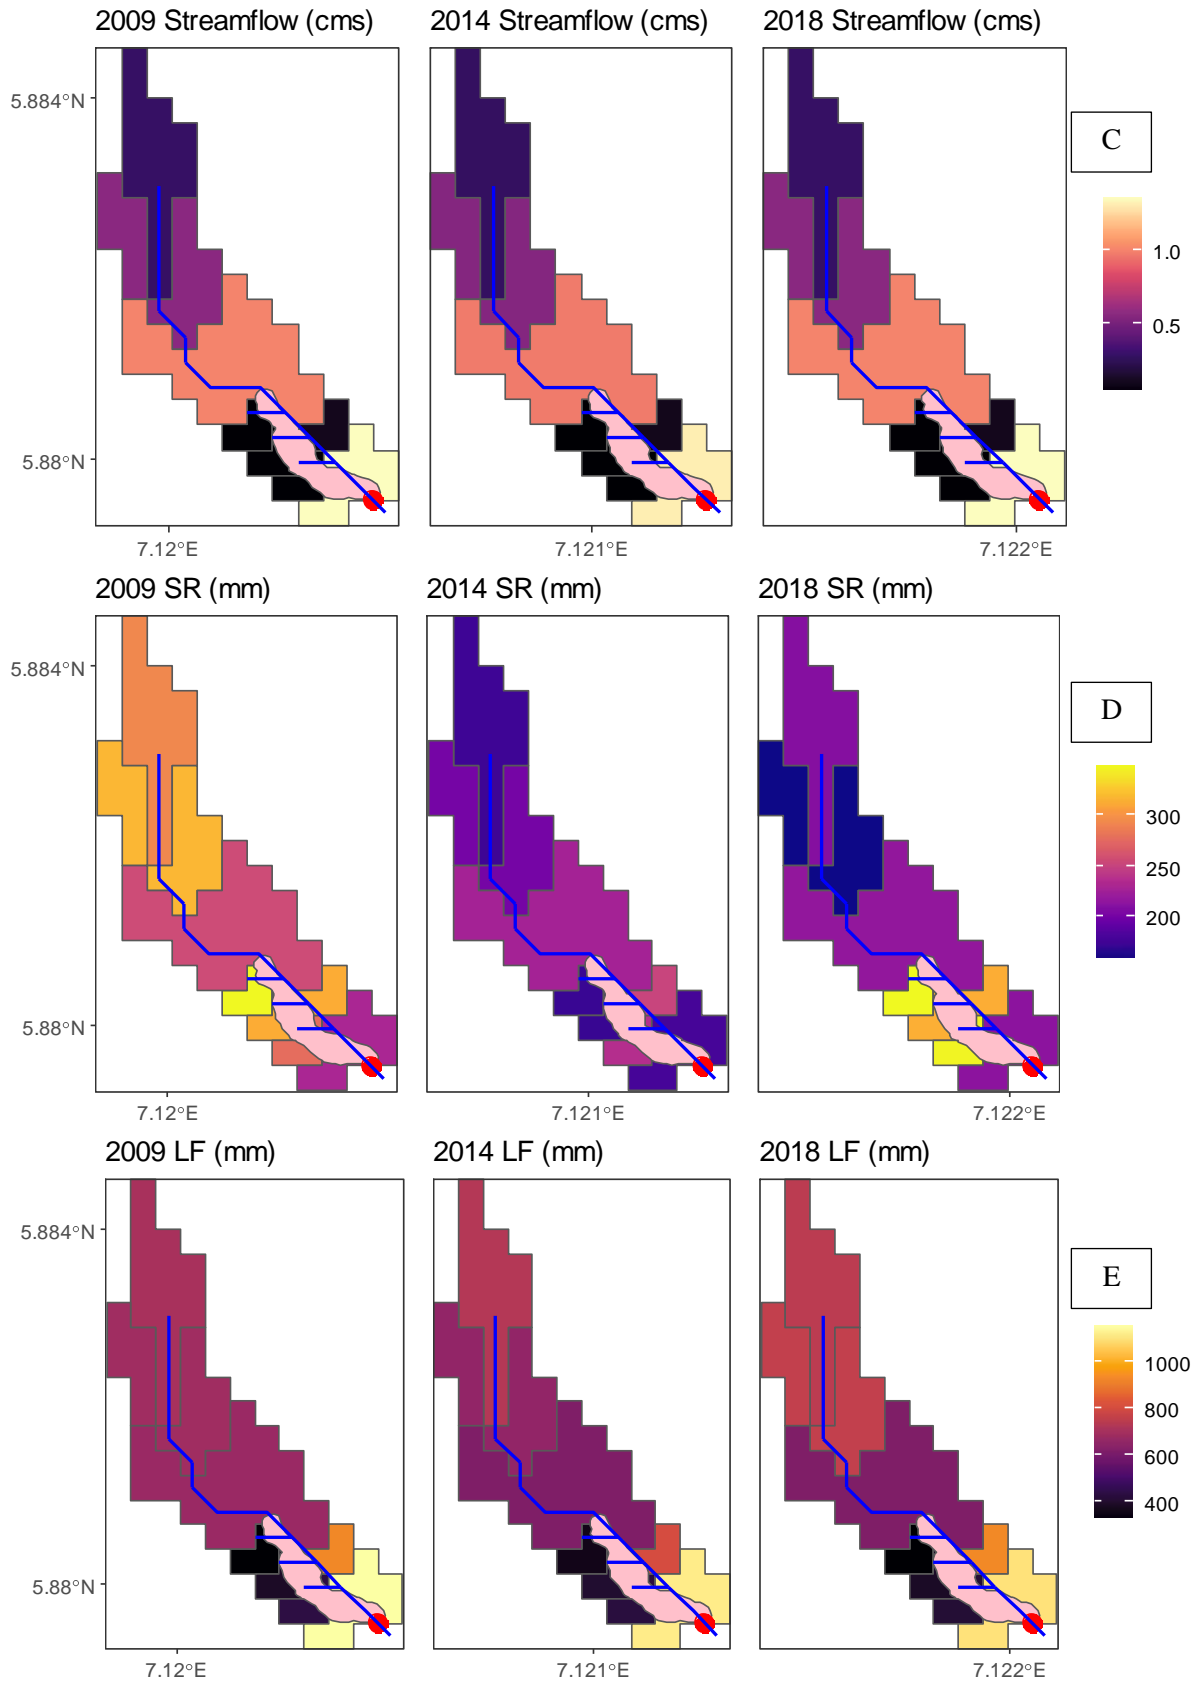 2009 Streamflow (cms) 2014 Streamflow (cms) 2018 Streamflow (cms)
5.884°N
C
1.0
0.5
5.88°N
7.12°E 7.121°E 7.122°E
2009 SR (mm) 2014 SR (mm) 2018 SR (mm)
5.884°N
D
300
250
200
5.88°N
7.12°E 7.121°E 7.122°E
2009 LF (mm) 2014 LF (mm) 2018 LF (mm)
5.884°N
E
1000
800
600
400
5.88°N
7.12°E 7.121°E 7.122°E